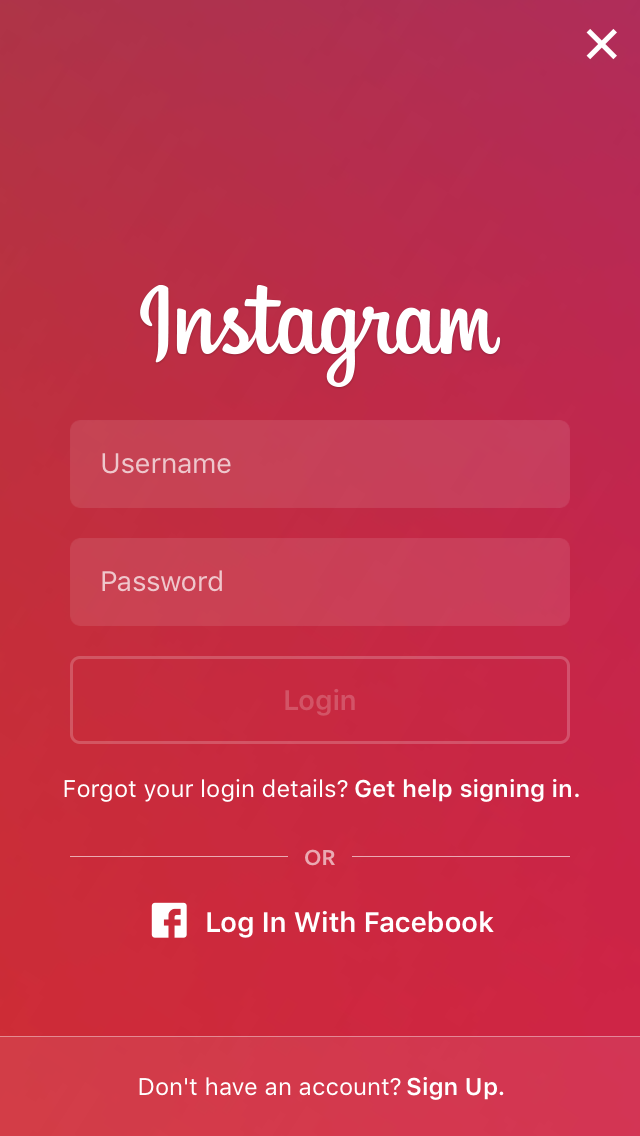 Instagram
Username
Password
Login
Forgot your login details? Get help signing in.
OR
Log In With Facebook
Don't have an account? Sign Up.